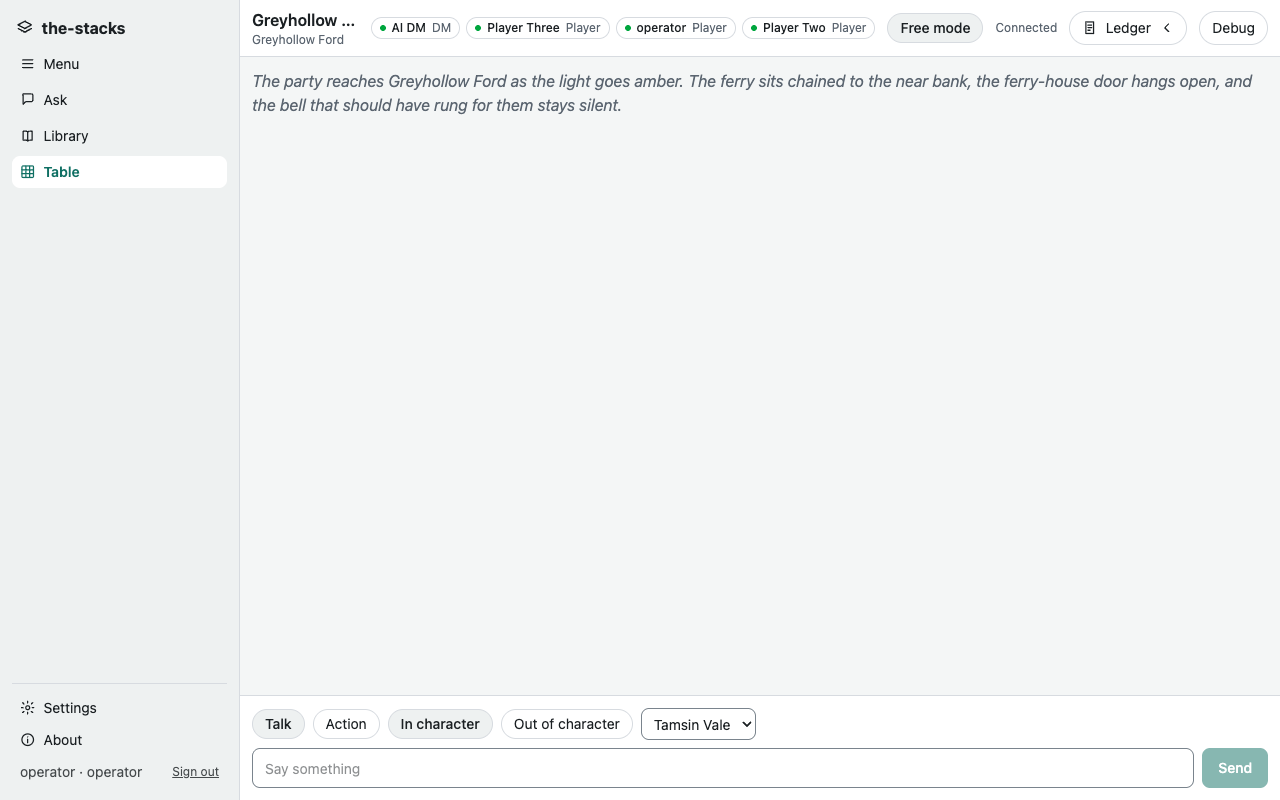 the-stacks
Menu
Ask
Library
Table
Settings
About
operator · operator
Sign out
Greyhollow ...
Greyhollow Ford
AI DM DM
Player Three Player
operator Player
Player Two Player
Free mode
Connected
Ledger
Debug
The party reaches Greyhollow Ford as the light goes amber. The ferry sits chained to the near bank, the ferry-house door hangs open, and
the bell that should have rung for them stays silent.
Talk
Action
In character
Out of character
Tamsin Vale
Say something
Send